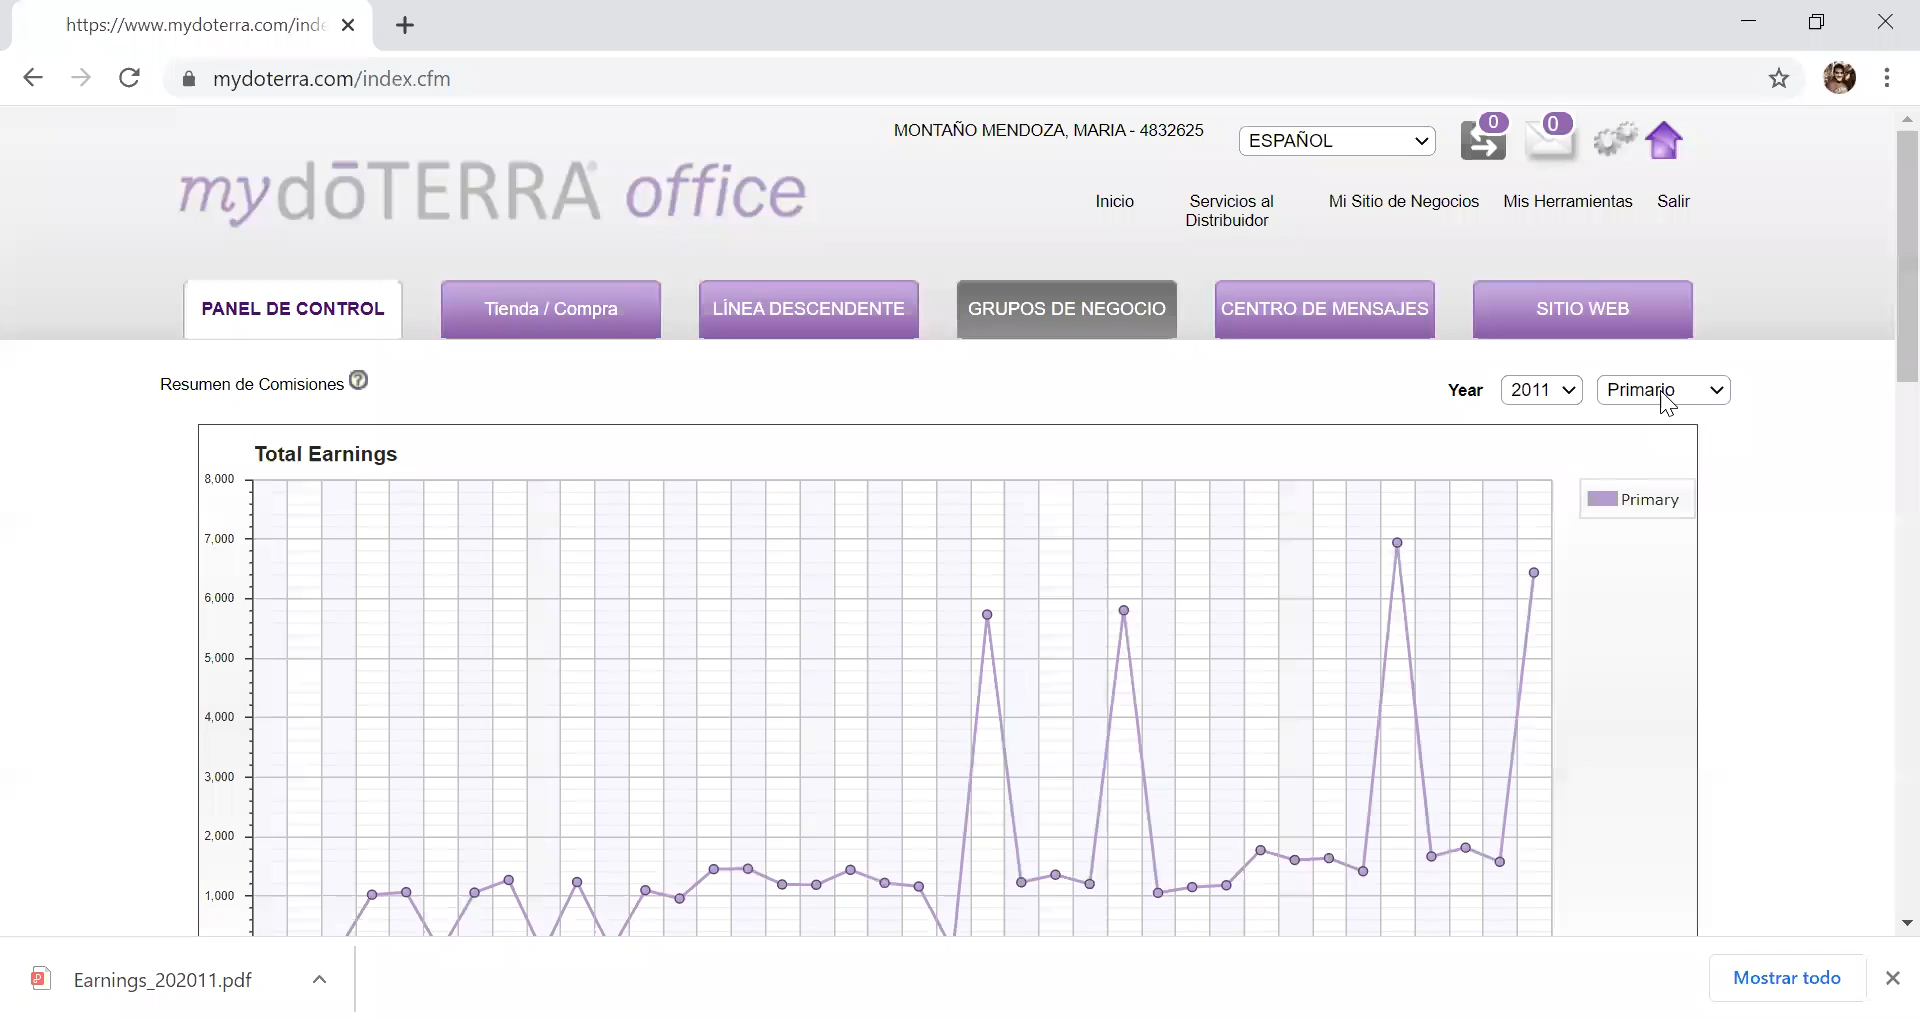 https://www.mydoterra.com/inde
mydoterra.com/index.cfm
MONTAÑO MENDOZA, MARIA - 4832625
ESPAÑOL
0
0
mydōTERRA® office
Inicio
Servicios al
Distribuidor
Mi Sitio de Negocios
Mis Herramientas
Salir
PANEL DE CONTROL
Tienda / Compra
LÍNEA DESCENDENTE
GRUPOS DE NEGOCIO
CENTRO DE MENSAJES
SITIO WEB
Resumen de Comisiones ?
Year
2011
Primario
Total Earnings
8,000
7,000
6,000
5,000
4,000
3,000
2,000
1,000
Primary
Earnings_202011.pdf
Mostrar todo